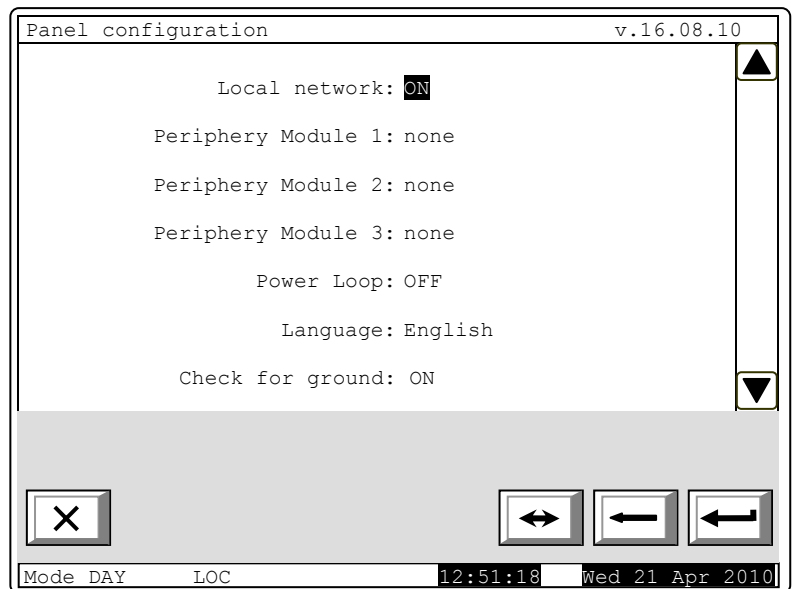 Panel configuration v.16.08.10
Local network: ON
Periphery Module 1: none
Periphery Module 2: none
Periphery Module 3: none
Power Loop: OFF
Language: English
Check for ground: ON
Mode DAY LOC 12:51:18 Wed 21 Apr 2010